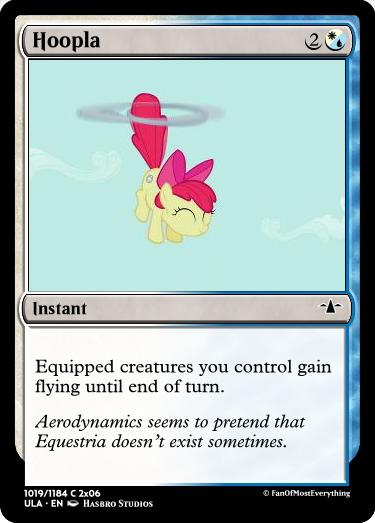 Hoopla 2
Instant
Equipped creatures you control gain
flying until end of turn.
Aerodynamics seems to pretend that
Equestria doesn't exist sometimes.
1019/1184 C 2x06
ULA • EN Hasbro Studios
© FanOfMostEverything